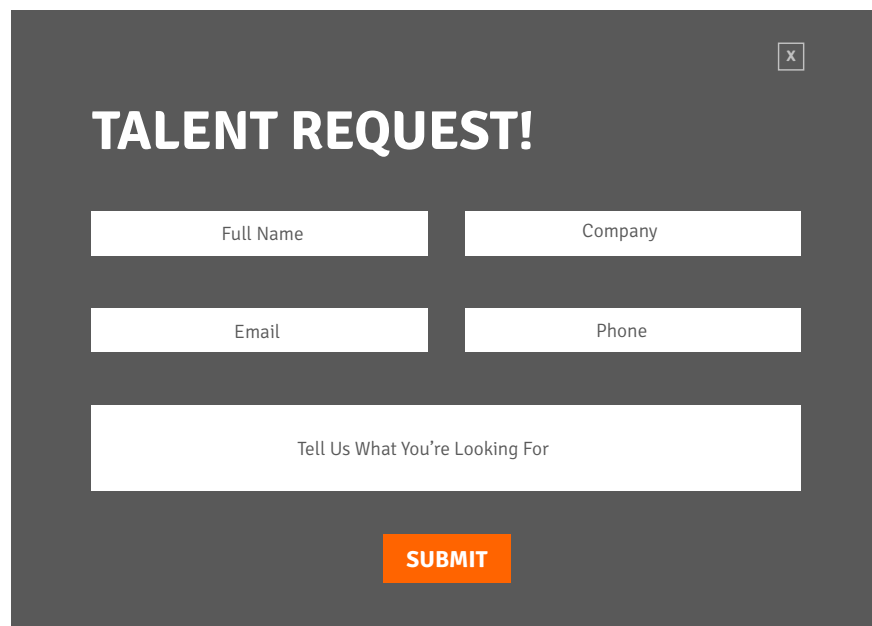 X
TALENT REQUEST!
Full Name
Company
Email
Phone
Tell Us What You’re Looking For
SUBMIT